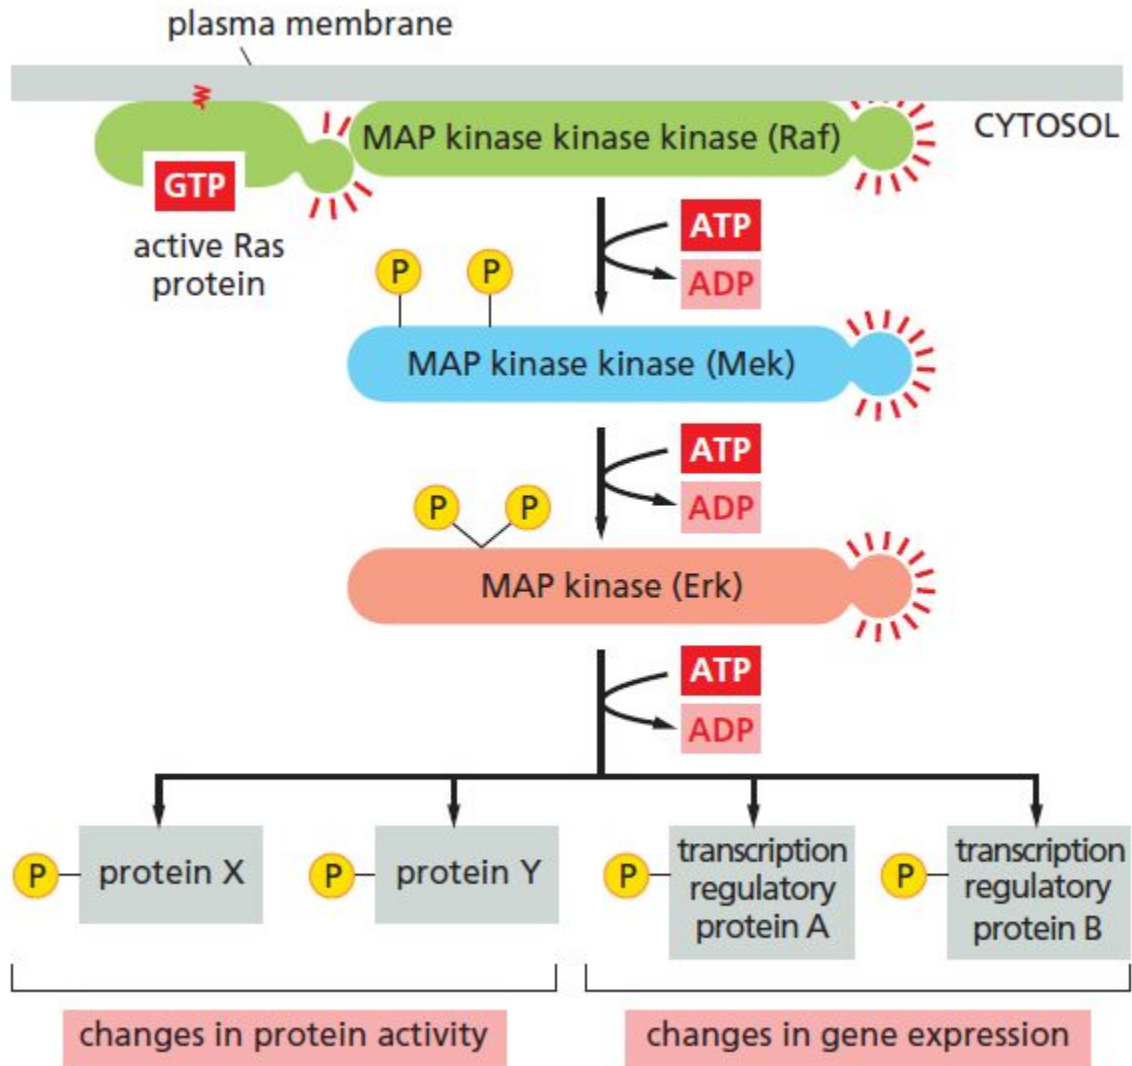 plasma membrane
CYTOSOL
MAP kinase kinase kinase (Raf)
GTP
active Ras
protein
ATP
ADP
P
P
MAP kinase kinase (Mek)
ATP
ADP
P
P
MAP kinase (Erk)
ATP
ADP
P
protein X
P
protein Y
P
transcription
regulatory
protein A
P
transcription
regulatory
protein B
changes in protein activity
changes in gene expression